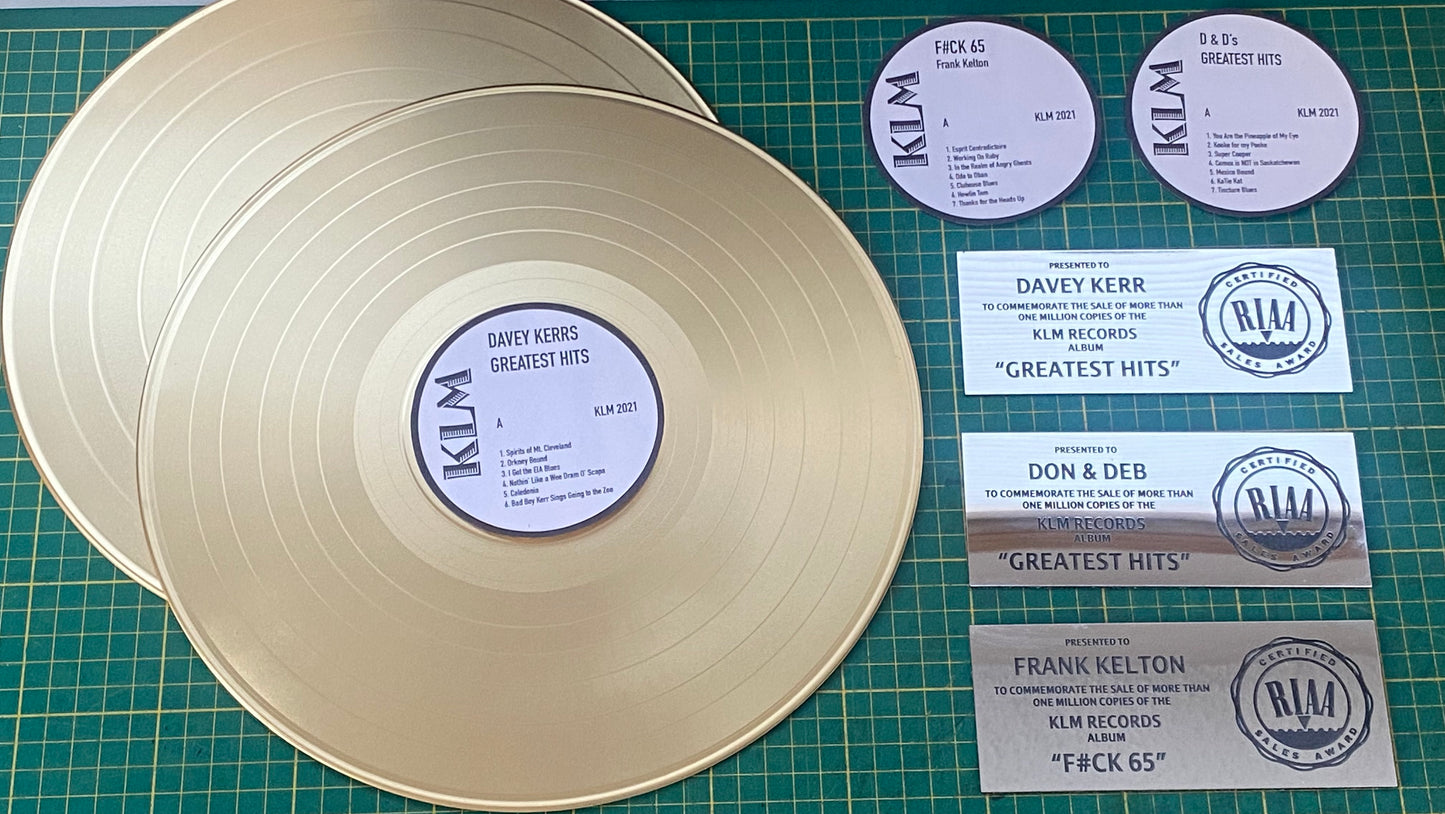 DAVEY KERRS
GREATEST HITS
KLM
A
KLM 2021
1. Spirits of Mt. Cleveland
2. Orkney Bound
3. I Got the EIA Blues
4. Nothin' Like a Wee Dram O' Scapa
5. Caledonia
6. Bad Boy Kerr Sings Going to the Zoo
F#CK 65
Frank Kelton
KLM
A
KLM 2021
1. Esprit Contradictoire
2. Working On Ruby
3. In the Realm of Angry Ghosts
4. Ode to Oban
5. Clubhouse Blues
6. Howlin Tom
7. Thanks for the Heads Up
D & D's
GREATEST HITS
KLM
A
KLM 2021
1. You Are the Pineapple of My Eye
2. Kooke for my Pooke
3. Super Cooper
4. Comox is NOT in Saskatchewan
5. Mexico Bound
6. KaTie Kat
7. Tincture Blues
PRESENTED TO
DAVEY KERR
TO COMMEMORATE THE SALE OF MORE THAN
ONE MILLION COPIES OF THE
KLM RECORDS
ALBUM
“GREATEST HITS”
CERTIFIED
RIAA
SALES AWARD
PRESENTED TO
DON & DEB
TO COMMEMORATE THE SALE OF MORE THAN
ONE MILLION COPIES OF THE
KLM RECORDS
ALBUM
“GREATEST HITS”
CERTIFIED
RIAA
SALES AWARD
PRESENTED TO
FRANK KELTON
TO COMMEMORATE THE SALE OF MORE THAN
ONE MILLION COPIES OF THE
KLM RECORDS
ALBUM
“F#CK 65”
CERTIFIED
RIAA
SALES AWARD